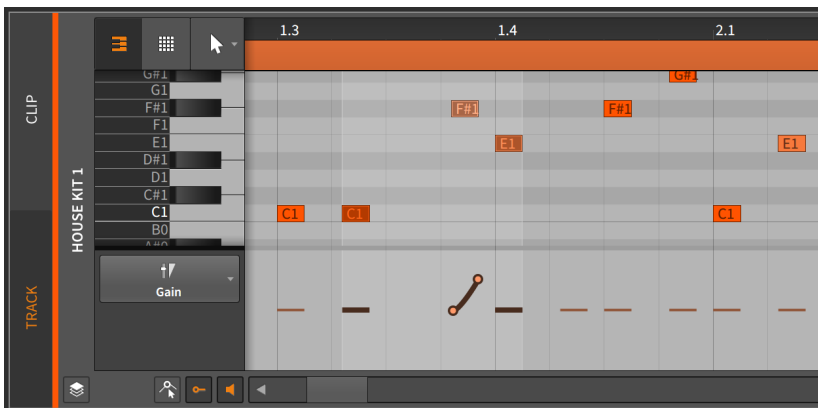 1.3 1.4 2.1
CLIP
TRACK
HOUSE KIT 1
G#1 G#1
G1
F#1 F#1 F#1
F1
E1 E1 E1
D#1
D1
C#1
C1 C1 C1 C1
B0
A#0
Gain